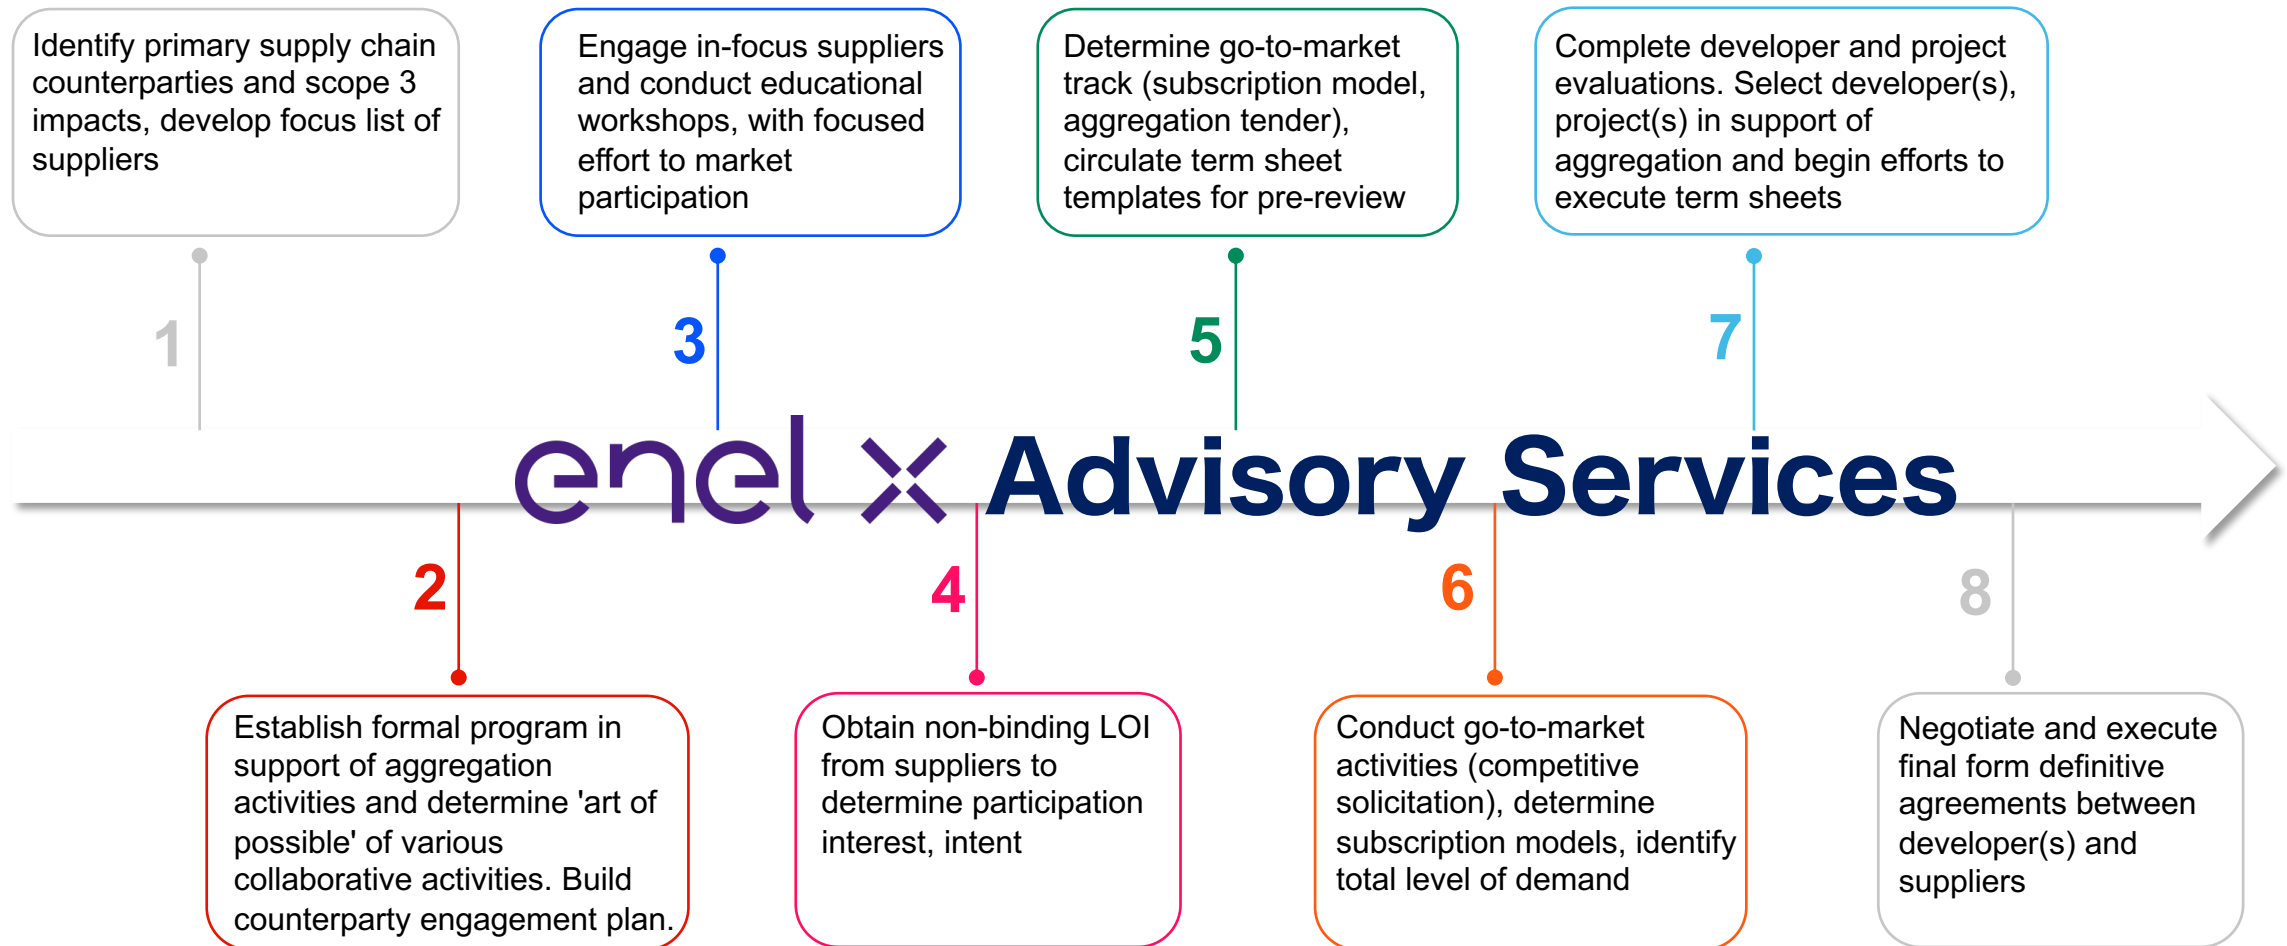 Identify primary supply chain
counterparties and scope 3
impacts, develop focus list of
suppliers
Engage in-focus suppliers
and conduct educational
workshops, with focused
effort to market
participation
Determine go-to-market
track (subscription model,
aggregation tender),
circulate term sheet
templates for pre-review
Complete developer and project
evaluations. Select developer(s),
project(s) in support of
aggregation and begin efforts to
execute term sheets
1
3
5
7
enel x Advisory Services
2
4
6
8
Establish formal program in
support of aggregation
activities and determine 'art of
possible' of various
collaborative activities. Build
counterparty engagement plan.
Obtain non-binding LOI
from suppliers to
determine participation
interest, intent
Conduct go-to-market
activities (competitive
solicitation), determine
subscription models, identify
total level of demand
Negotiate and execute
final form definitive
agreements between
developer(s) and
suppliers